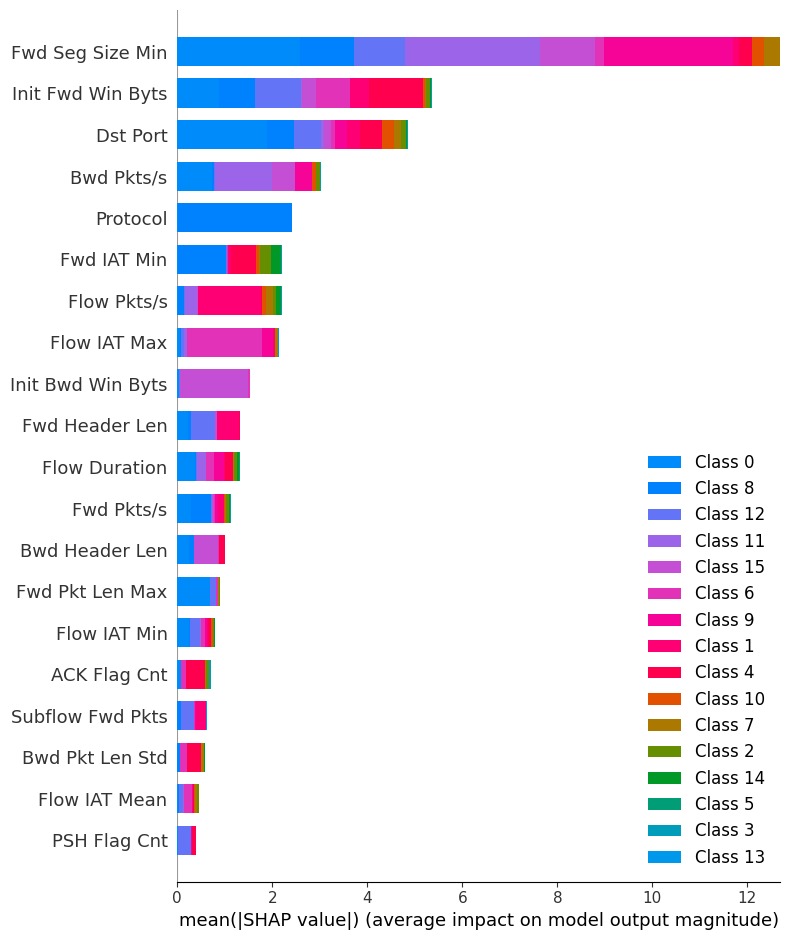 Fwd Seg Size Min
Init Fwd Win Byts
Dst Port
Bwd Pkts/s
Protocol
Fwd IAT Min
Flow Pkts/s
Flow IAT Max
Init Bwd Win Byts
Fwd Header Len
Flow Duration
Fwd Pkts/s
Bwd Header Len
Fwd Pkt Len Max
Flow IAT Min
ACK Flag Cnt
Subflow Fwd Pkts
Bwd Pkt Len Std
Flow IAT Mean
PSH Flag Cnt
Class 0
Class 8
Class 12
Class 11
Class 15
Class 6
Class 9
Class 1
Class 4
Class 10
Class 7
Class 2
Class 14
Class 5
Class 3
Class 13
0 2 4 6 8 10 12
mean(|SHAP value|) (average impact on model output magnitude)